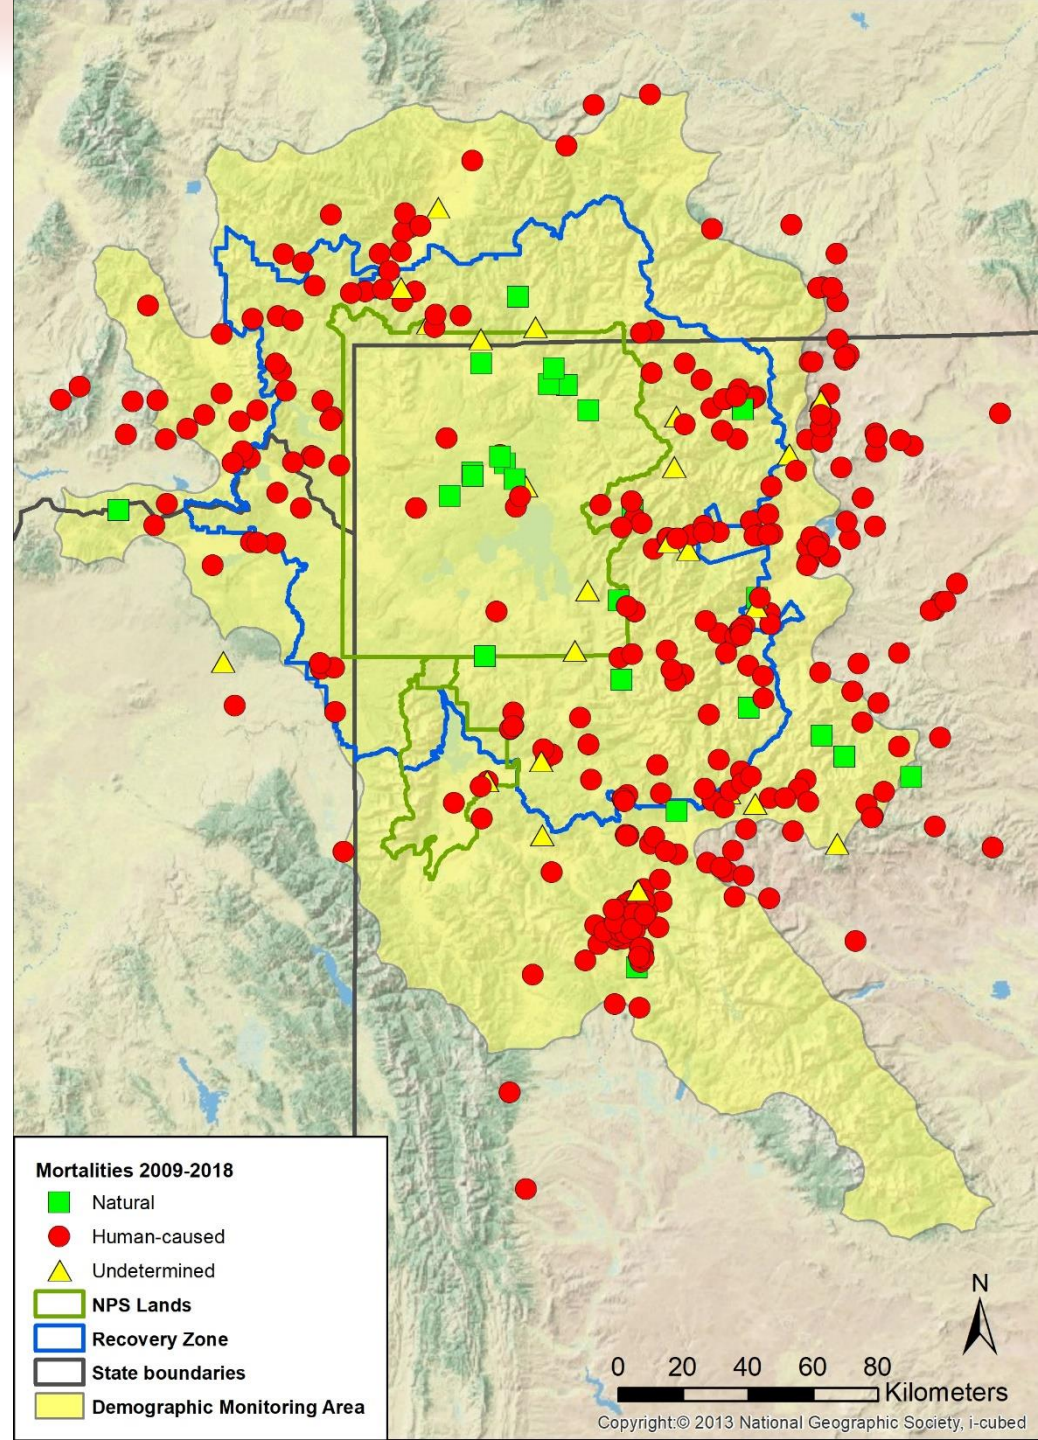 Mortalities 2009-2018
Natural
Human-caused
Undetermined
NPS Lands
Recovery Zone
State boundaries
Demographic Monitoring Area
N
0 20 40 60 80
Kilometers
Copyright:© 2013 National Geographic Society, i-cubed